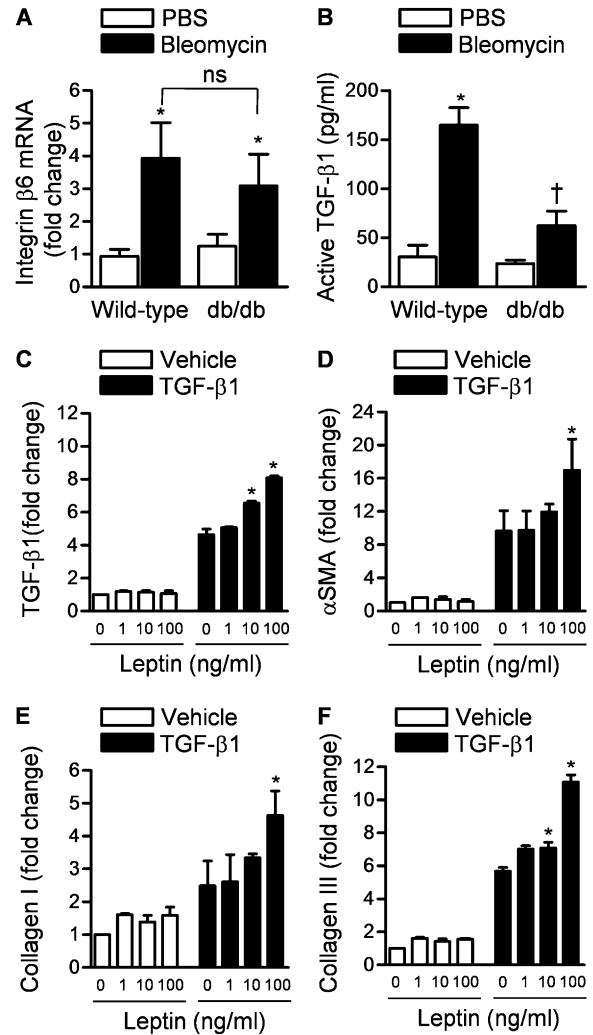 A
PBS
Bleomycin
ns
6
5
4
3
2
1
0
*
*
Integrin β6 mRNA
(fold change)
Wild-type db/db
B
PBS
Bleomycin
200
150
100
50
0
*
†
Active TGF-β1 (pg/ml)
Wild-type db/db
C
Vehicle
TGF-β1
12
10
8
6
4
2
0
*
*
TGF-β1(fold change)
0 1 10 100 0 1 10 100
Leptin (ng/ml)
D
Vehicle
TGF-β1
24
20
16
12
8
4
0
*
αSMA (fold change)
0 1 10 100 0 1 10 100
Leptin (ng/ml)
E
Vehicle
TGF-β1
6
5
4
3
2
1
0
*
Collagen I (fold change)
0 1 10 100 0 1 10 100
Leptin (ng/ml)
F
Vehicle
TGF-β1
12
10
8
6
4
2
0
*
*
Collagen III (fold change)
0 1 10 100 0 1 10 100
Leptin (ng/ml)